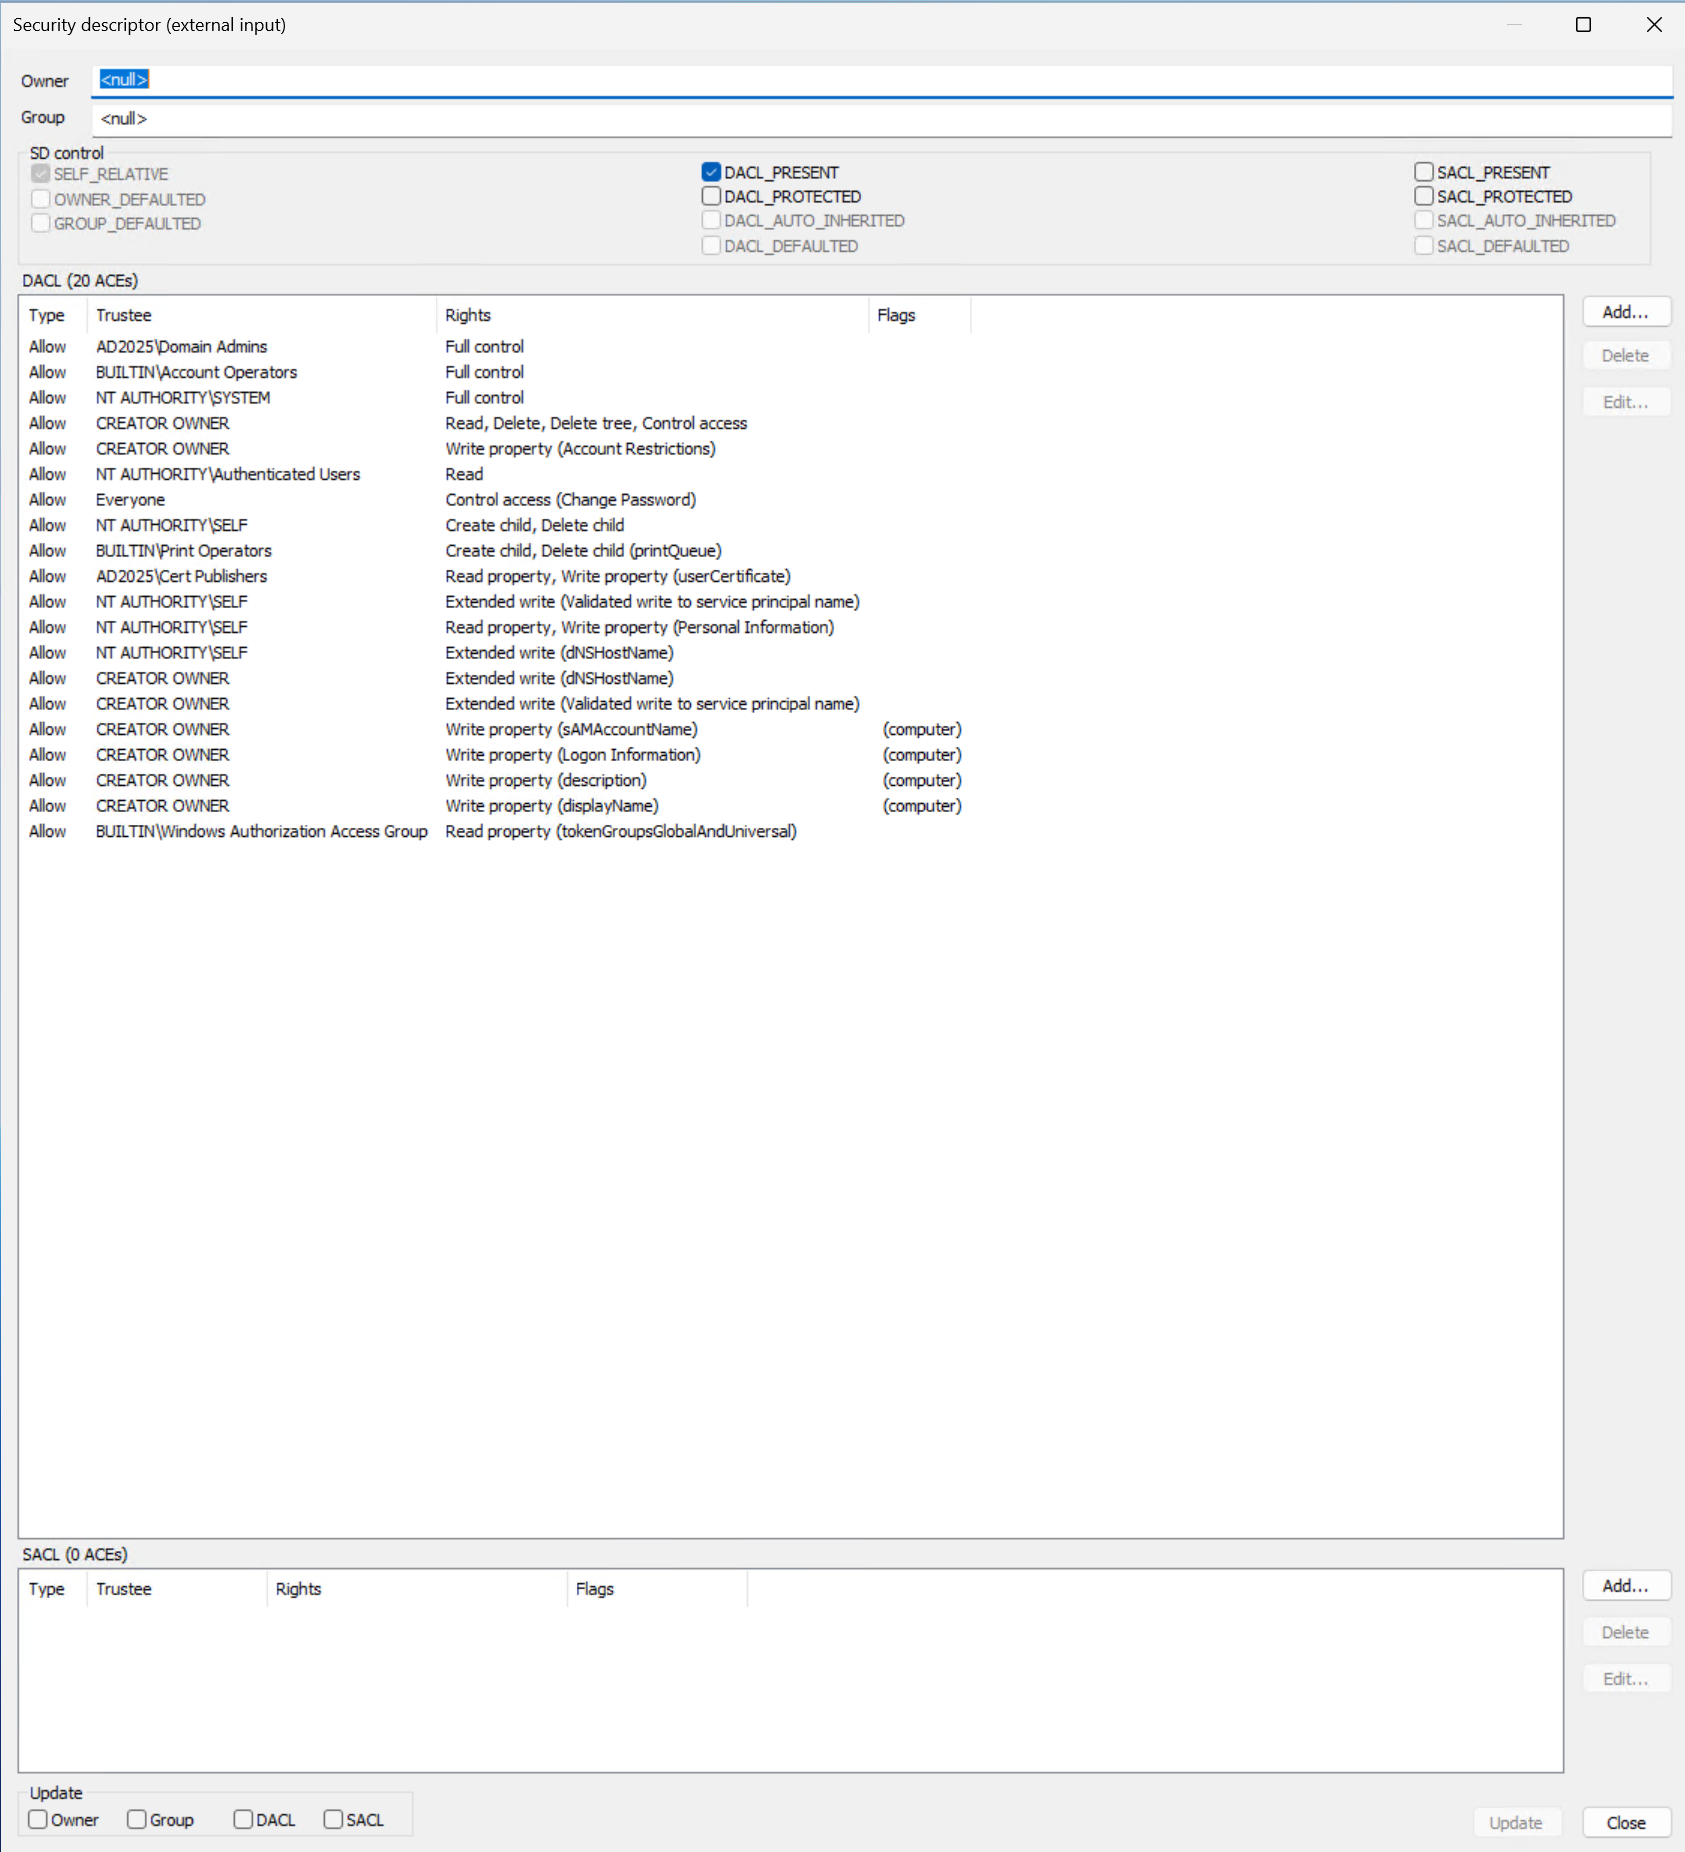 Security descriptor (external input)
Owner <null>
Group <null>
SD control
SELF_RELATIVE DACL_PRESENT SACL_PRESENT
OWNER_DEFAULTED DACL_PROTECTED SACL_PROTECTED
GROUP_DEFAULTED DACL_AUTO_INHERITED SACL_AUTO_INHERITED
DACL_DEFAULTED SACL_DEFAULTED
DACL (20 ACEs)
Type Trustee Rights Flags Add...
Allow AD2025\Domain Admins Full control Delete
Allow BUILTIN\Account Operators Full control
Allow NT AUTHORITY\SYSTEM Full control Edit...
Allow CREATOR OWNER Read, Delete, Delete tree, Control access
Allow CREATOR OWNER Write property (Account Restrictions)
Allow NT AUTHORITY\Authenticated Users Read
Allow Everyone Control access (Change Password)
Allow NT AUTHORITY\SELF Create child, Delete child
Allow BUILTIN\Print Operators Create child, Delete child (printQueue)
Allow AD2025\Cert Publishers Read property, Write property (userCertificate)
Allow NT AUTHORITY\SELF Extended write (Validated write to service principal name)
Allow NT AUTHORITY\SELF Read property, Write property (Personal Information)
Allow NT AUTHORITY\SELF Extended write (dNSHostName)
Allow CREATOR OWNER Extended write (dNSHostName)
Allow CREATOR OWNER Extended write (Validated write to service principal name)
Allow CREATOR OWNER Write property (sAMAccountName) (computer)
Allow CREATOR OWNER Write property (Logon Information) (computer)
Allow CREATOR OWNER Write property (description) (computer)
Allow CREATOR OWNER Write property (displayName) (computer)
Allow BUILTIN\Windows Authorization Access Group Read property (tokenGroupsGlobalAndUniversal)
SACL (0 ACEs)
Type Trustee Rights Flags Add...
Delete
Edit...
Update
Owner Group DACL SACL Update Close